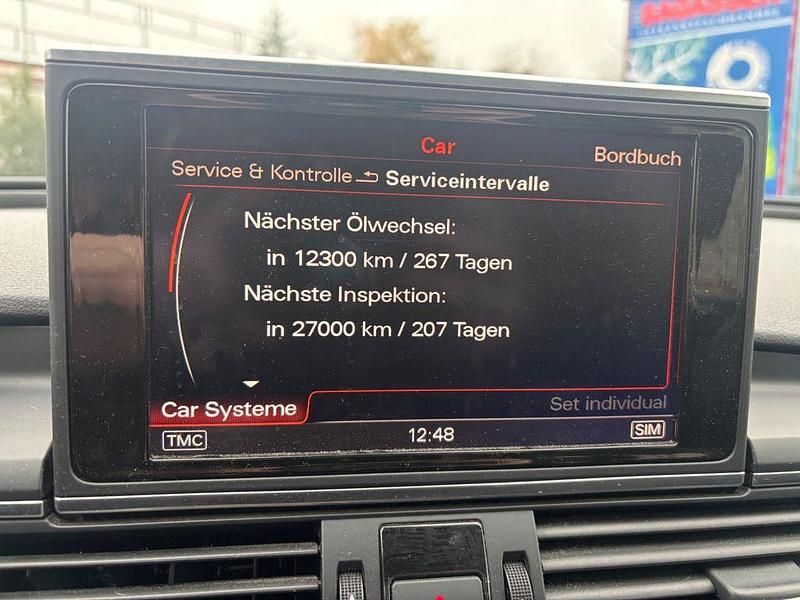 Car
Bordbuch
Service & Kontrolle Serviceintervalle
Nächster Ölwechsel:
in 12300 km / 267 Tagen
Nächste Inspektion:
in 27000 km / 207 Tagen
Car Systeme
Set individual
TMC
12:48
SIM